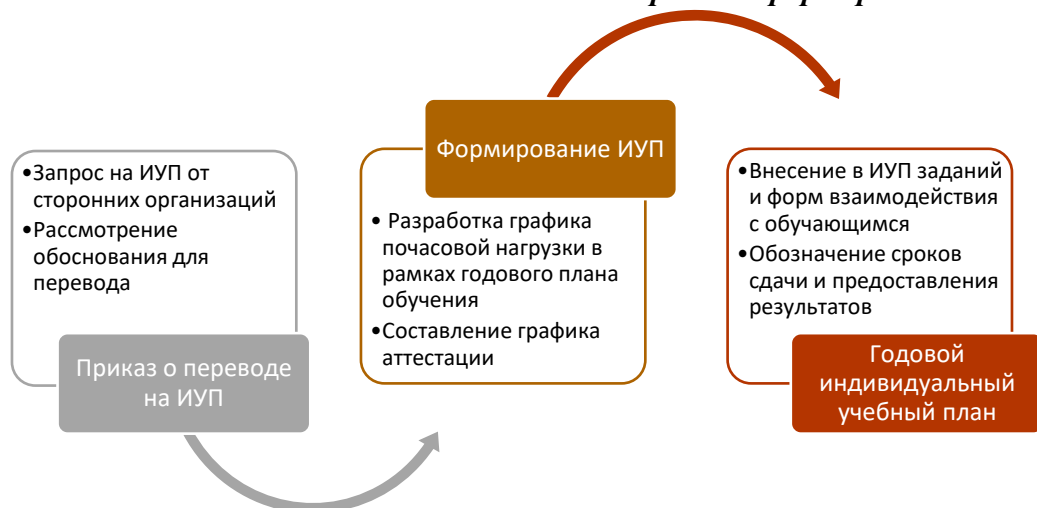 •Запрос на ИУП от
сторонних организаций
•Рассмотрение
обоснования для
перевода
Приказ о переводе
на ИУП
Формирование ИУП
• Разработка графика
почасовой нагрузки в
рамках годового плана
обучения
•Составление графика
аттестации
•Внесение в ИУП заданий
и форм взаимодействия
с обучающимся
•Обозначение сроков
сдачи и предоставления
результатов
Годовой
индивидуальный
учебный план